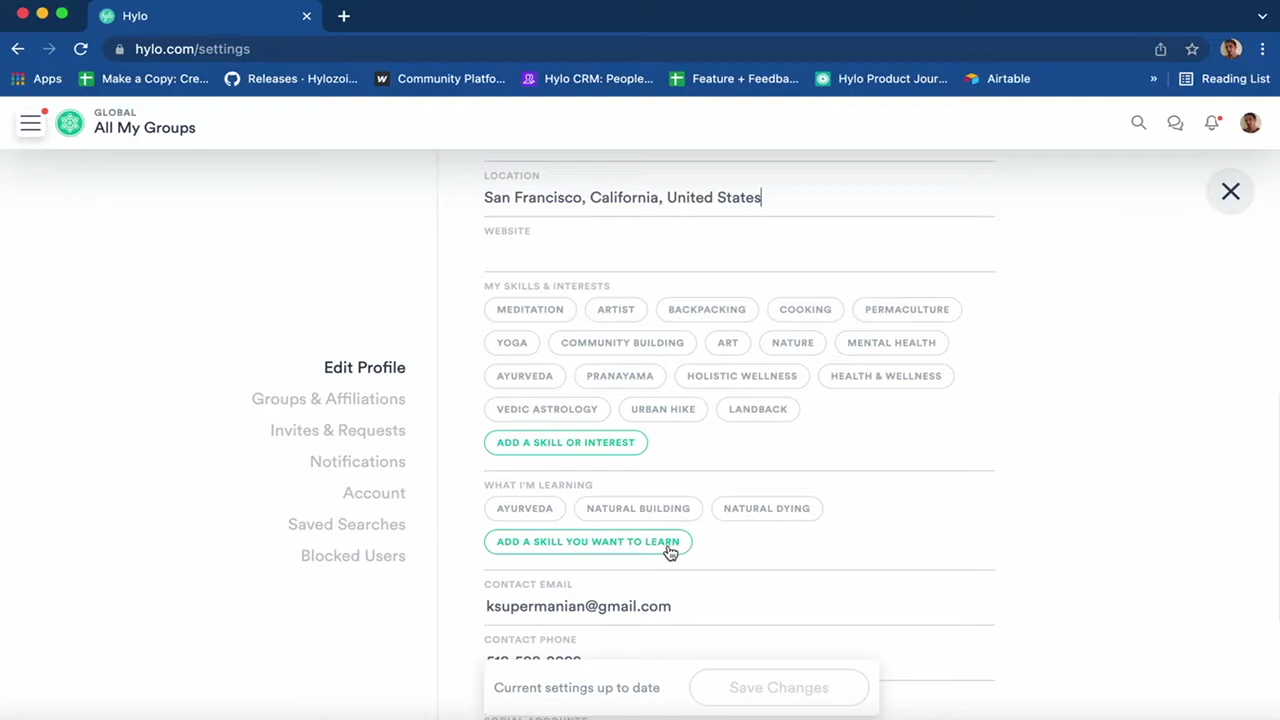 Hylo
hylo.com/settings
Apps
Make a Copy: Cre...
Releases · Hylozoi...
Community Platfo...
Hylo CRM: People...
Feature + Feedba...
Hylo Product Jour...
Airtable
»
Reading List
GLOBAL
All My Groups
Edit Profile
Groups & Affiliations
Invites & Requests
Notifications
Account
Saved Searches
Blocked Users
LOCATION
San Francisco, California, United States
WEBSITE
MY SKILLS & INTERESTS
MEDITATION ARTIST BACKPACKING COOKING PERMACULTURE
YOGA COMMUNITY BUILDING ART NATURE MENTAL HEALTH
AYURVEDA PRANAYAMA HOLISTIC WELLNESS HEALTH & WELLNESS
VEDIC ASTROLOGY URBAN HIKE LANDBACK
ADD A SKILL OR INTEREST
WHAT I'M LEARNING
AYURVEDA NATURAL BUILDING NATURAL DYING
ADD A SKILL YOU WANT TO LEARN
CONTACT EMAIL
ksupermanian@gmail.com
CONTACT PHONE
Current settings up to date
Save Changes
SOCIAL ACCOUNTS